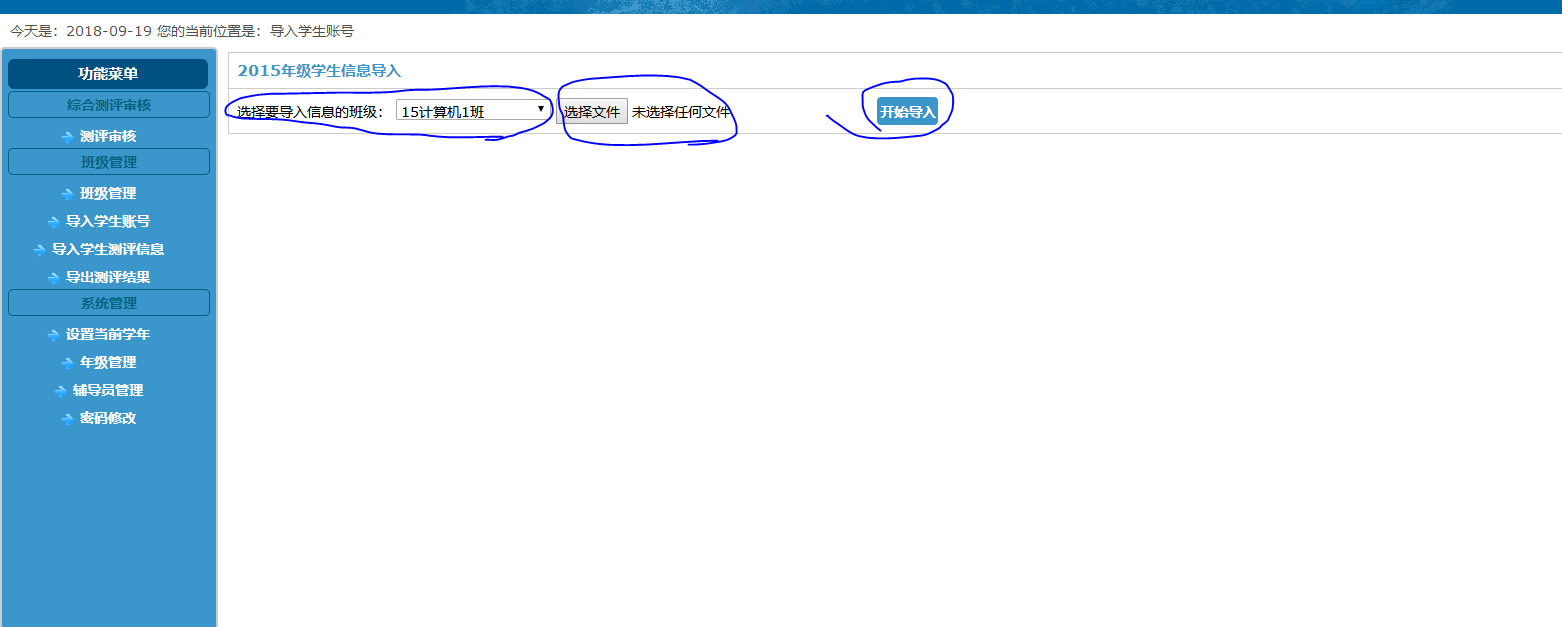 今天是：2018-09-19 您的当前位置是：导入学生账号
功能菜单
综合测评审核
测评审核
班级管理
班级管理
导入学生账号
导入学生测评信息
导出测评结果
系统管理
设置当前学年
年级管理
辅导员管理
密码修改
2015年级学生信息导入
选择要导入信息的班级： 15计算机1班 选择文件 未选择任何文件 开始导入